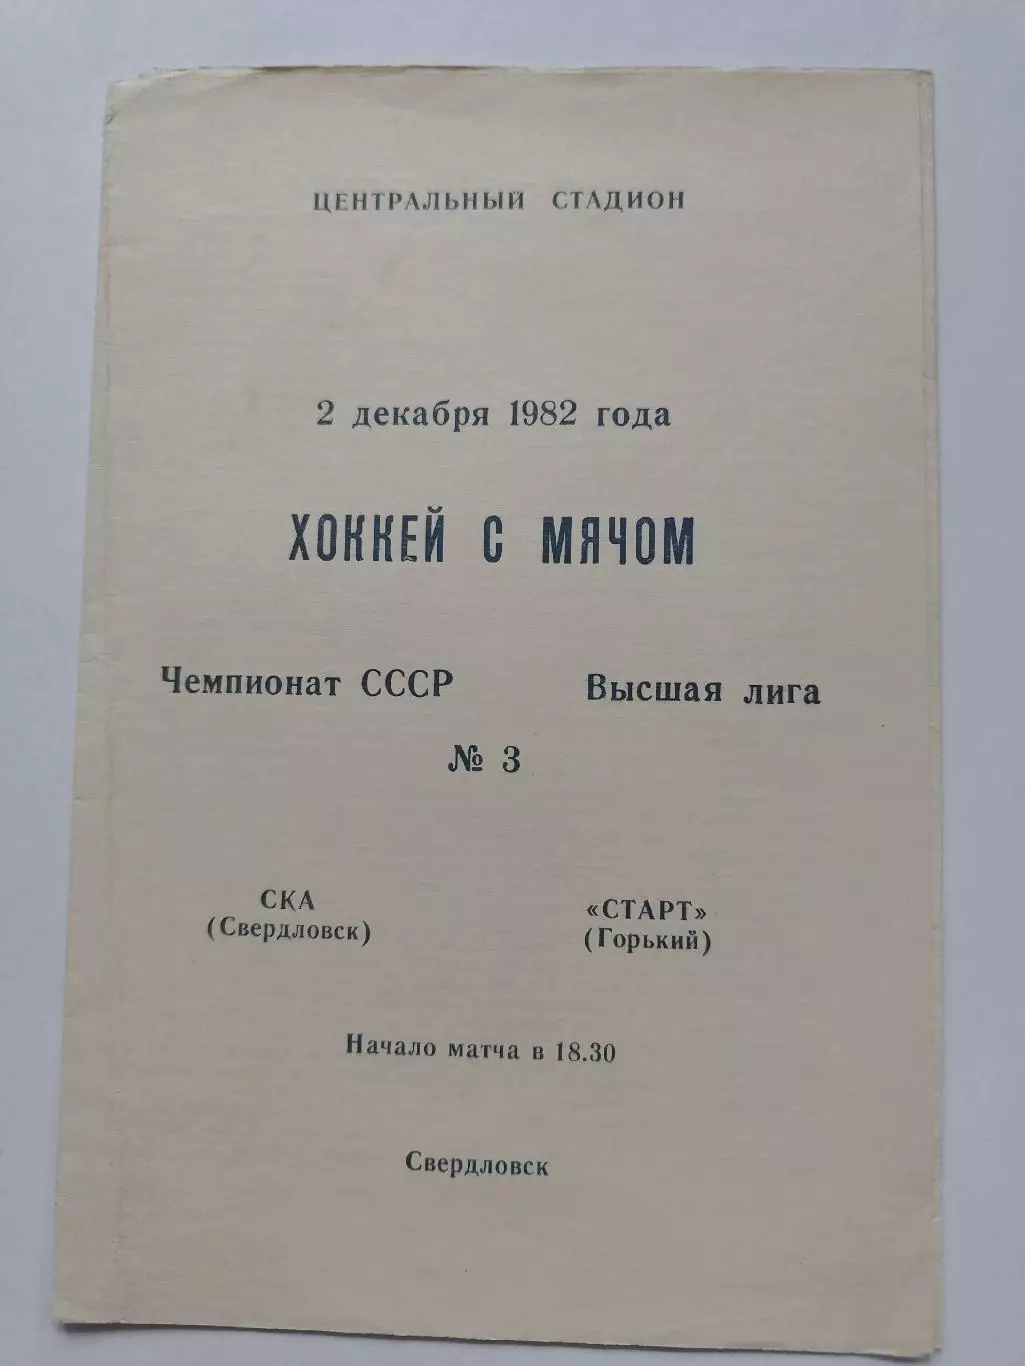 ЦЕНТРАЛЬНЫЙ СТАДИОН
2 декабря 1982 года
ХОККЕЙ С МЯЧОМ
Чемпионат СССР Высшая лига
№ 3
СКА «СТАРТ»
(Свердловск) (Горький)
Начало матча в 18.30
Свердловск